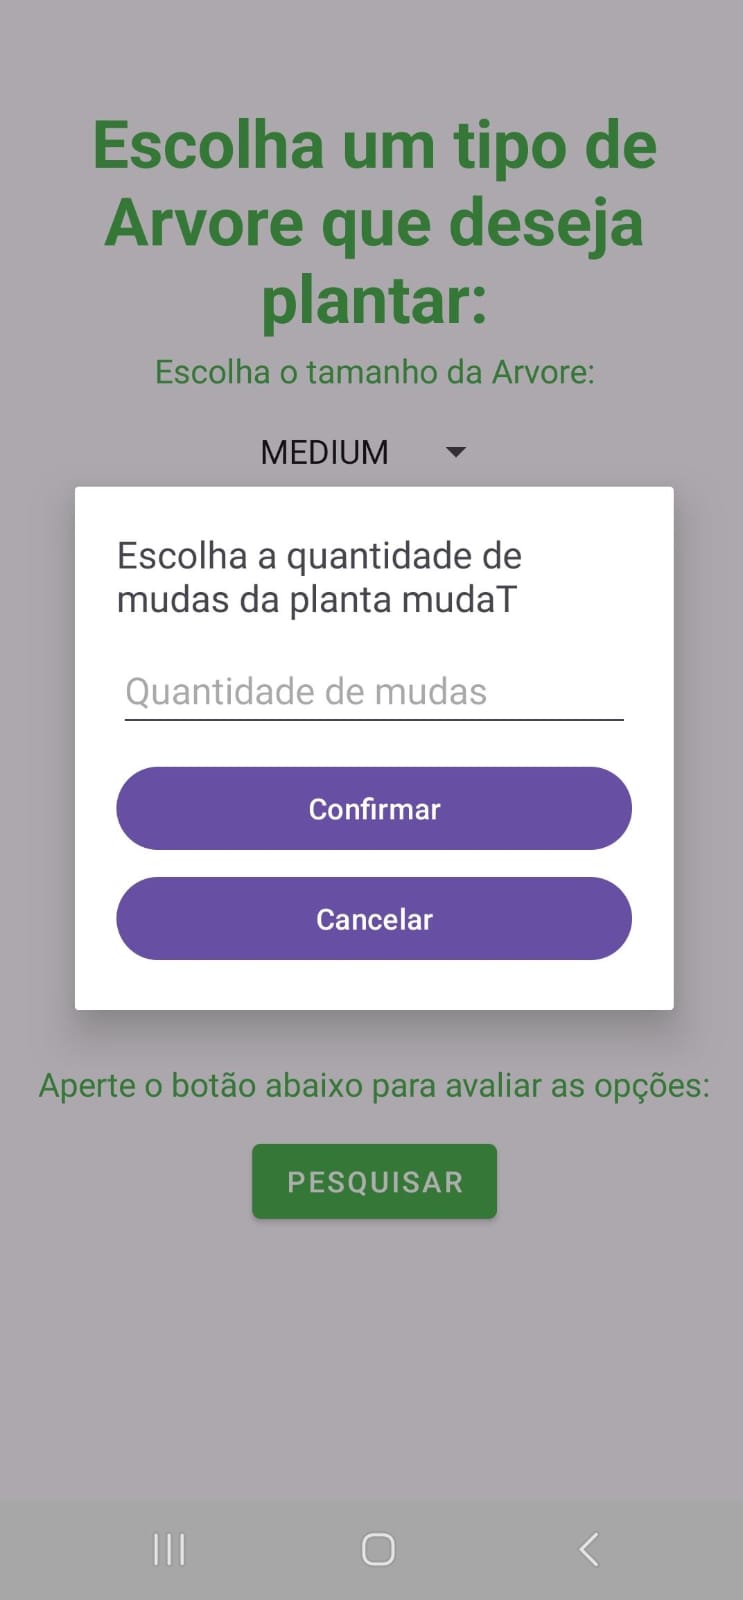 Escolha um tipo de
Arvore que deseja
plantar:
Escolha o tamanho da Arvore:
MEDIUM
Escolha a quantidade de
mudas da planta mudaT
Quantidade de mudas
Confirmar
Cancelar
Aperte o botão abaixo para avaliar as opções:
PESQUISAR